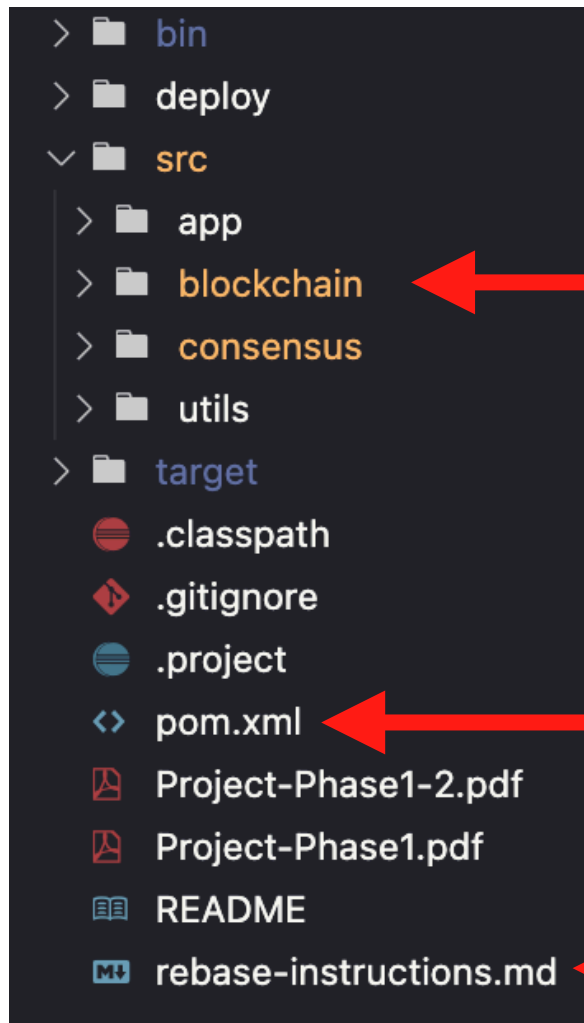 bin
deploy
src
app
blockchain
consensus
utils
target
.classpath
.gitignore
.project
pom.xml
Project-Phase1-2.pdf
Project-Phase1.pdf
README
M↓ rebase-instructions.md